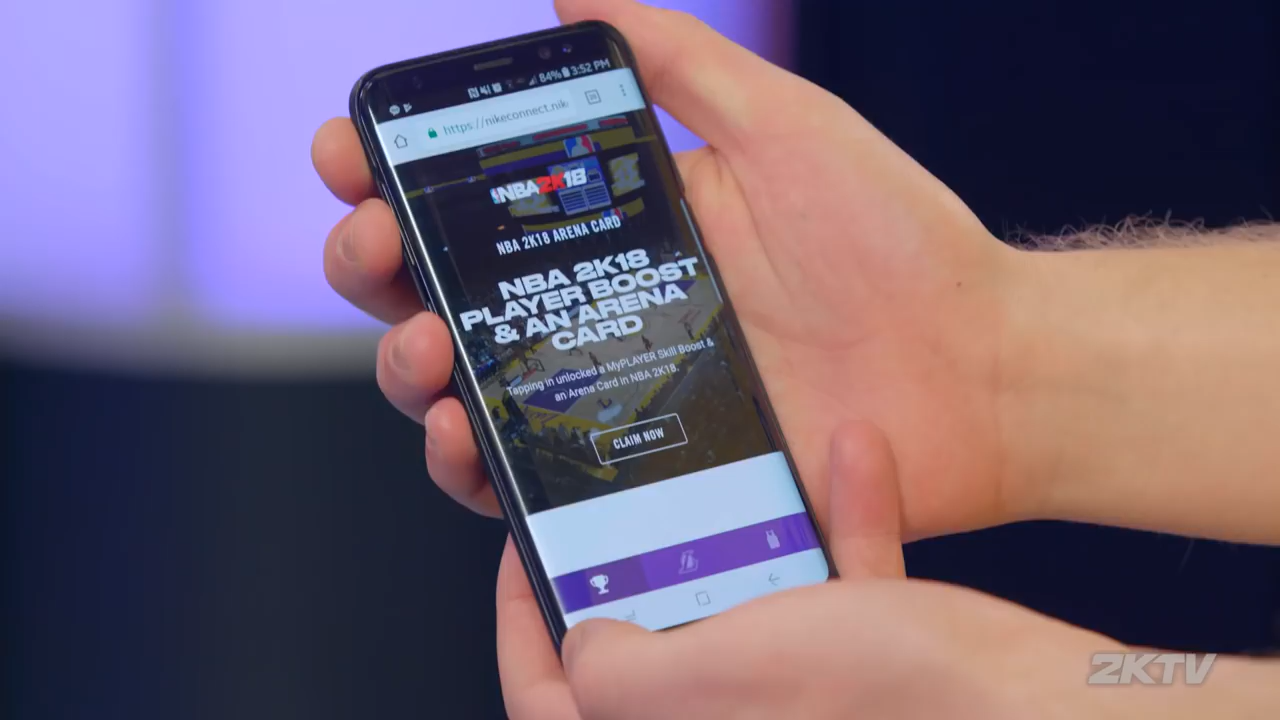 84% 3:52 PM
https://nikeconnect.nik
NBA2K18
NBA 2K18 ARENA CARD
NBA 2K18
PLAYER BOOST
& AN ARENA
CARD
Tapping in unlocked a MyPLAYER Skill Boost &
an Arena Card in NBA 2K18.
CLAIM NOW
2KTV